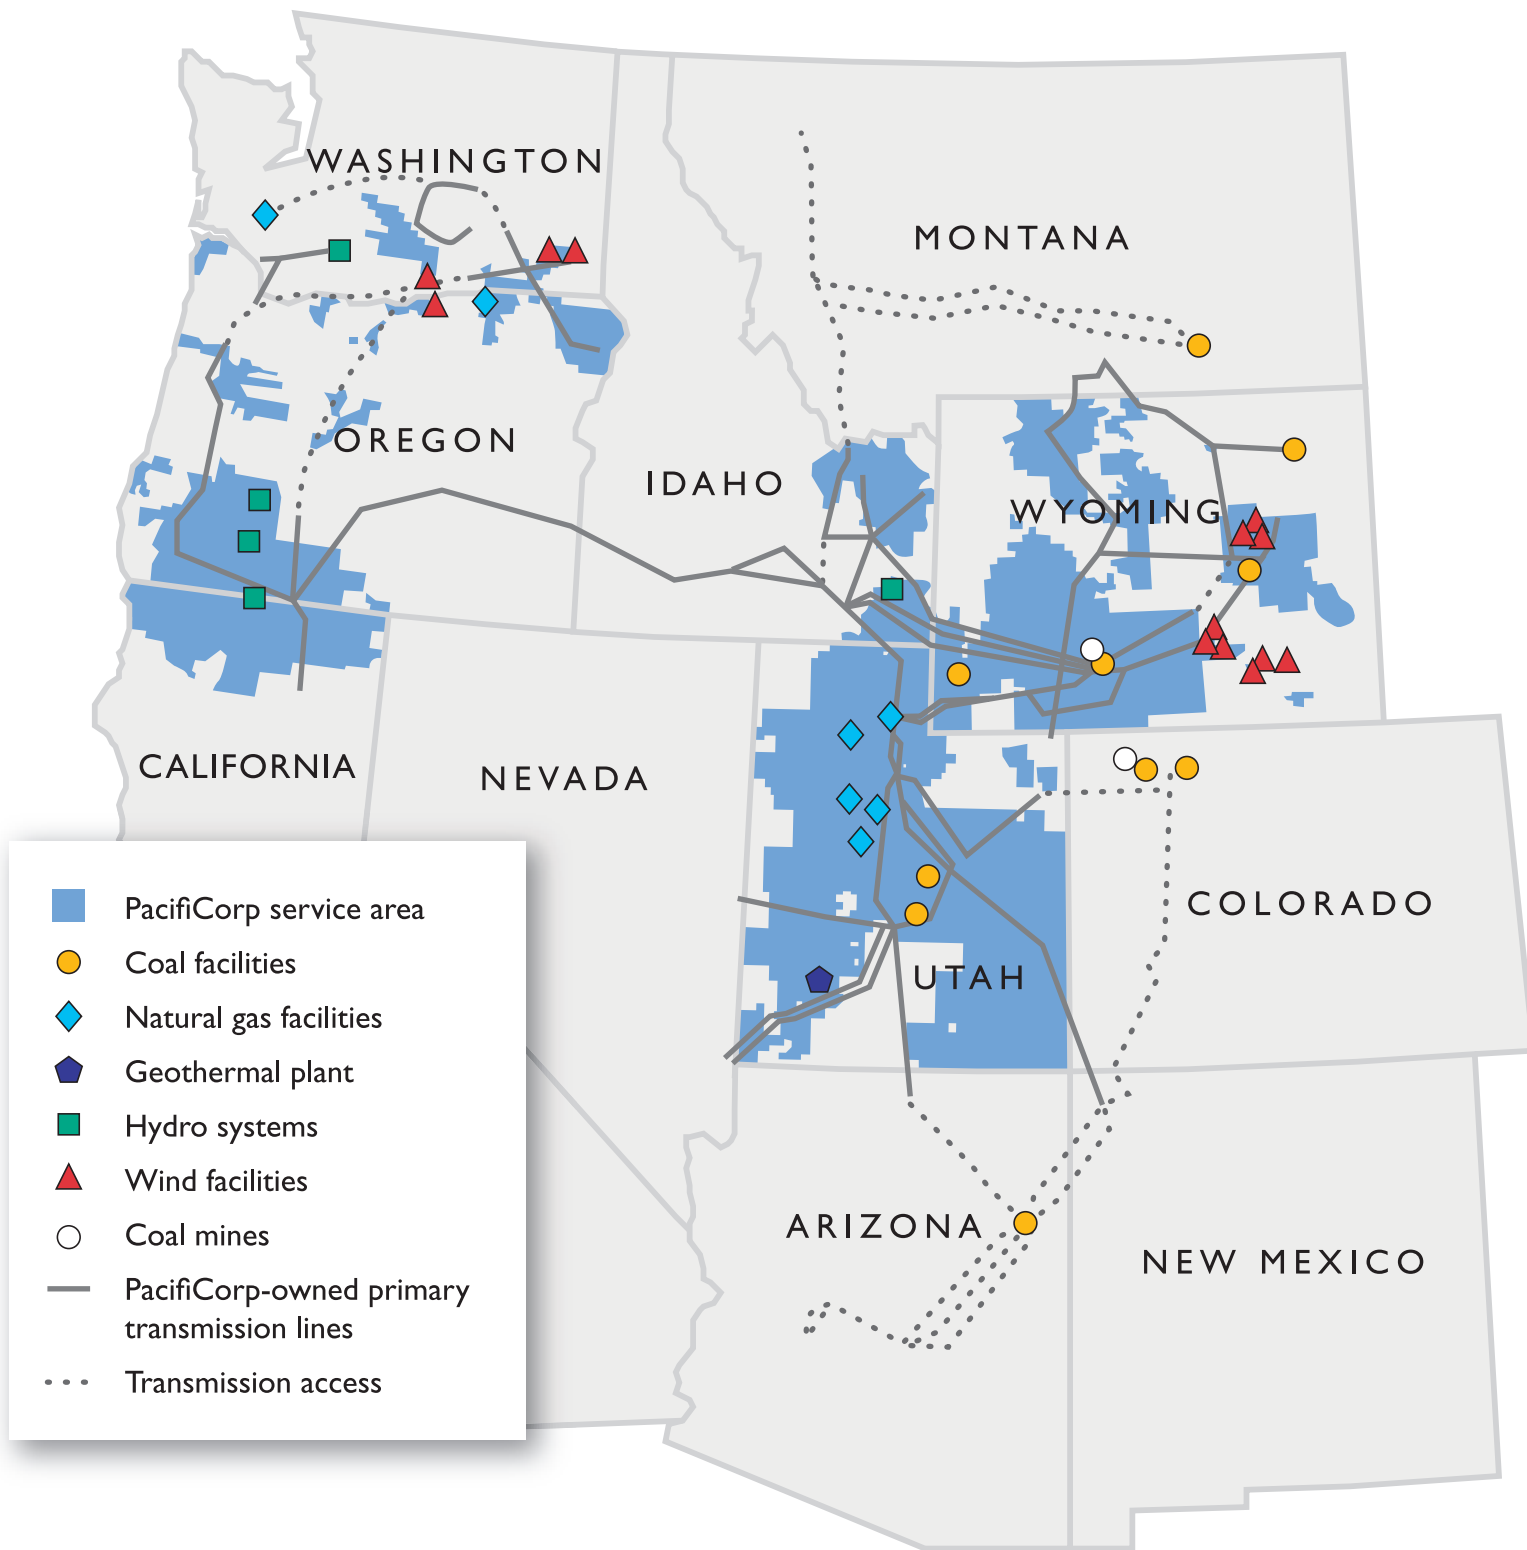 WASHINGTON
MONTANA
OREGON
IDAHO
WYOMING
CALIFORNIA
NEVADA
COLORADO
UTAH
ARIZONA
NEW MEXICO
PacifiCorp service area
Coal facilities
Natural gas facilities
Geothermal plant
Hydro systems
Wind facilities
Coal mines
PacifiCorp-owned primary
transmission lines
Transmission access